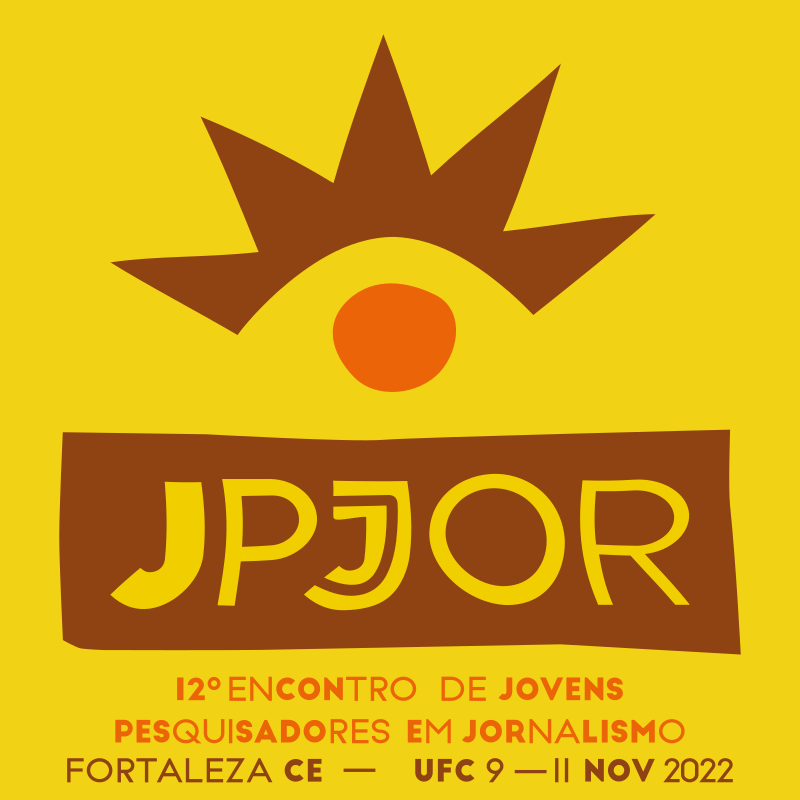 JPJOR
12º ENCONTRO DE JOVENS
PESQUISADORES EM JORNALISMO
FORTALEZA CE — UFC 9 — 11 NOV 2022